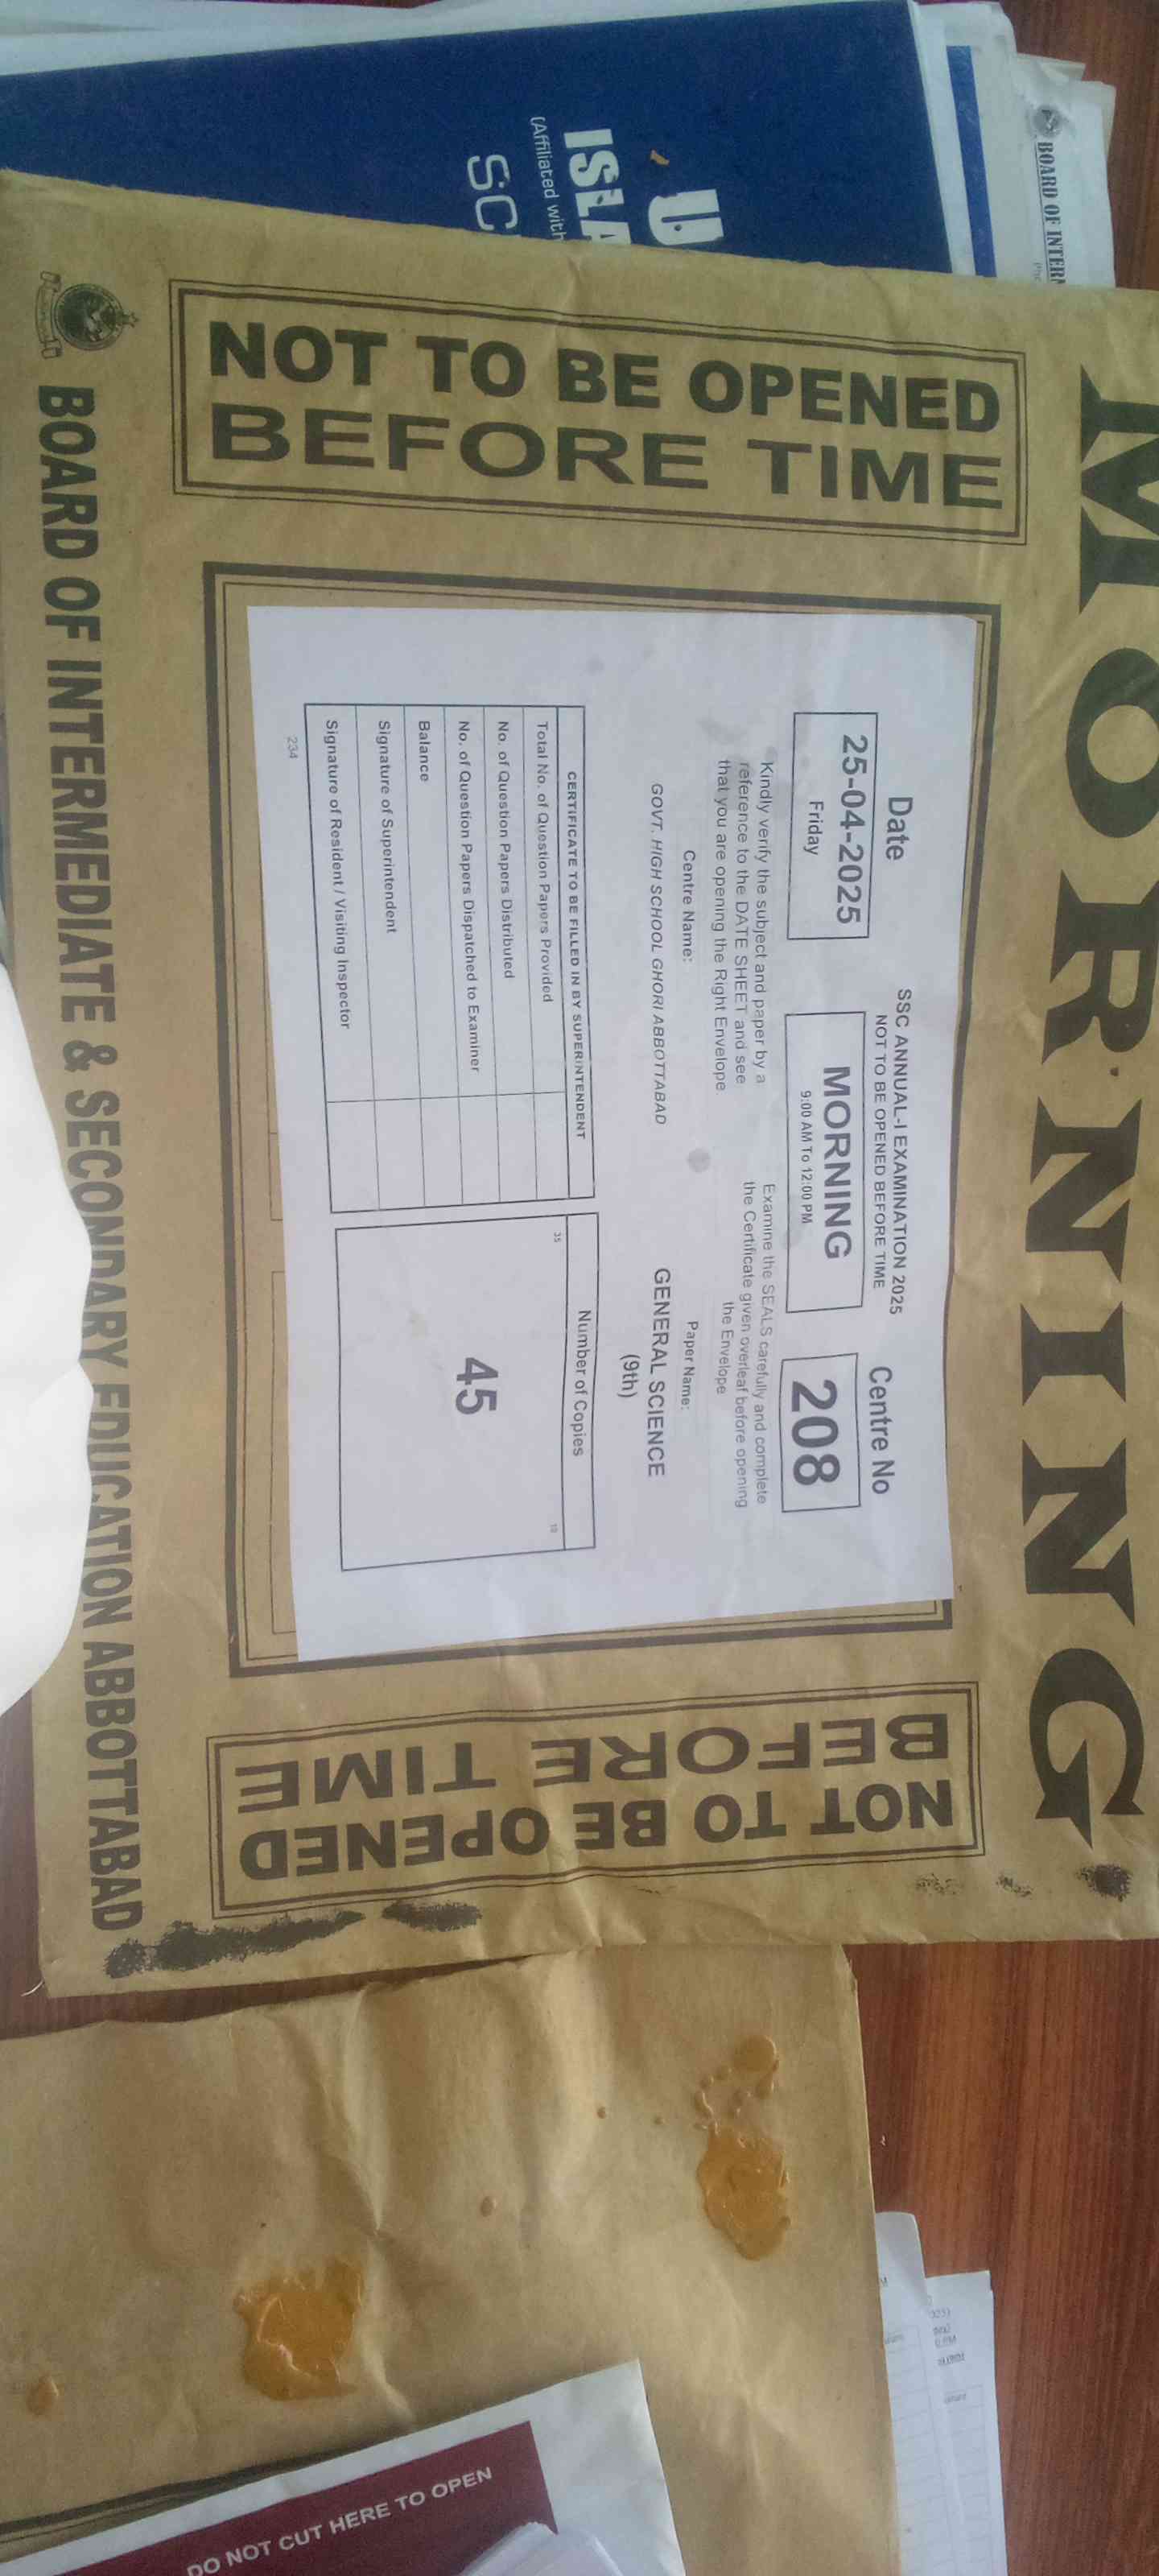 BOARD OF INTERM
U
ISLA
(Affiliated with
SC
MORNING
NOT TO BE OPENED
BEFORE TIME
Date
25-04-2025
Friday
SSC ANNUAL-I EXAMINATION 2025
NOT TO BE OPENED BEFORE TIME
MORNING
9:00 AM To 12:00 PM
Centre No
208
Kindly verify the subject and paper by a
reference to the DATE SHEET and see
that you are opening the Right Envelope
Examine the SEALS carefully and complete
the Certificate given overleaf before opening
the Envelope
Centre Name:
GOVT. HIGH SCHOOL GHORI ABBOTTABAD
Paper Name:
GENERAL SCIENCE
(9th)
CERTIFICATE TO BE FILLED IN BY SUPERINTENDENT
Total No. of Question Papers Provided
No. of Question Papers Distributed
No. of Question Papers Dispatched to Examiner
Balance
Signature of Superintendent
Signature of Resident / Visiting Inspector
234
Number of Copies
35
45
NOT TO BE OPENED
BEFORE TIME
BOARD OF INTERMEDIATE & SECONDARY EDUCATION ABBOTTABAD
DO NOT CUT HERE TO OPEN